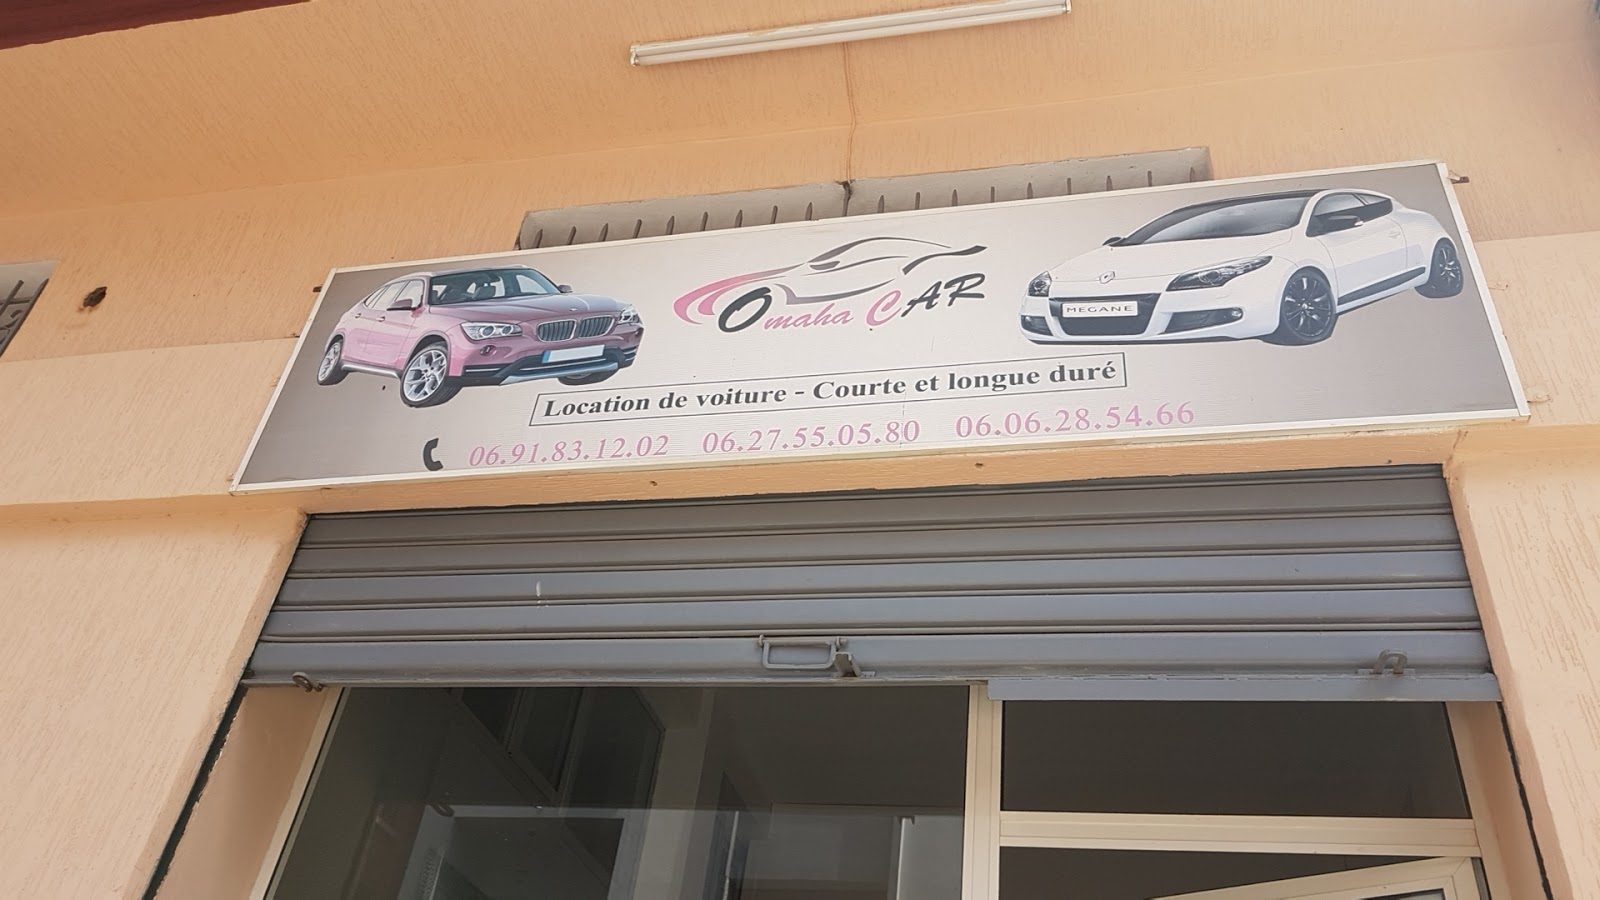 Omaha CAR
MEGANE
Location de voiture - Courte et longue duré
06.91.83.12.02 06.27.55.05.80 06.06.28.54.66